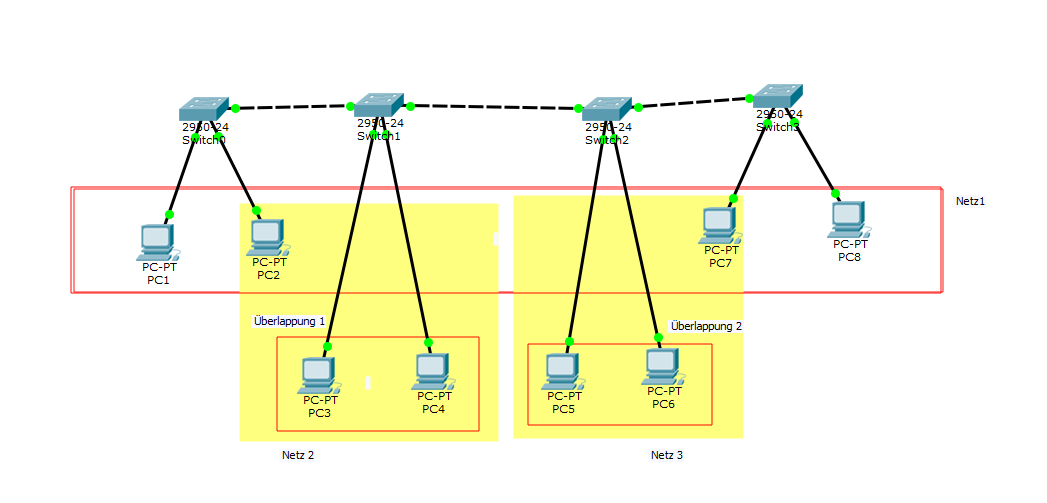 2950-24
Switch0
2950-24
Switch1
2950-24
Switch2
2950-24
Switch3
Netz1
PC-PT
PC1
PC-PT
PC2
PC-PT
PC7
PC-PT
PC8
Überlappung 1
Überlappung 2
PC-PT
PC3
PC-PT
PC4
PC-PT
PC5
PC-PT
PC6
Netz 2
Netz 3